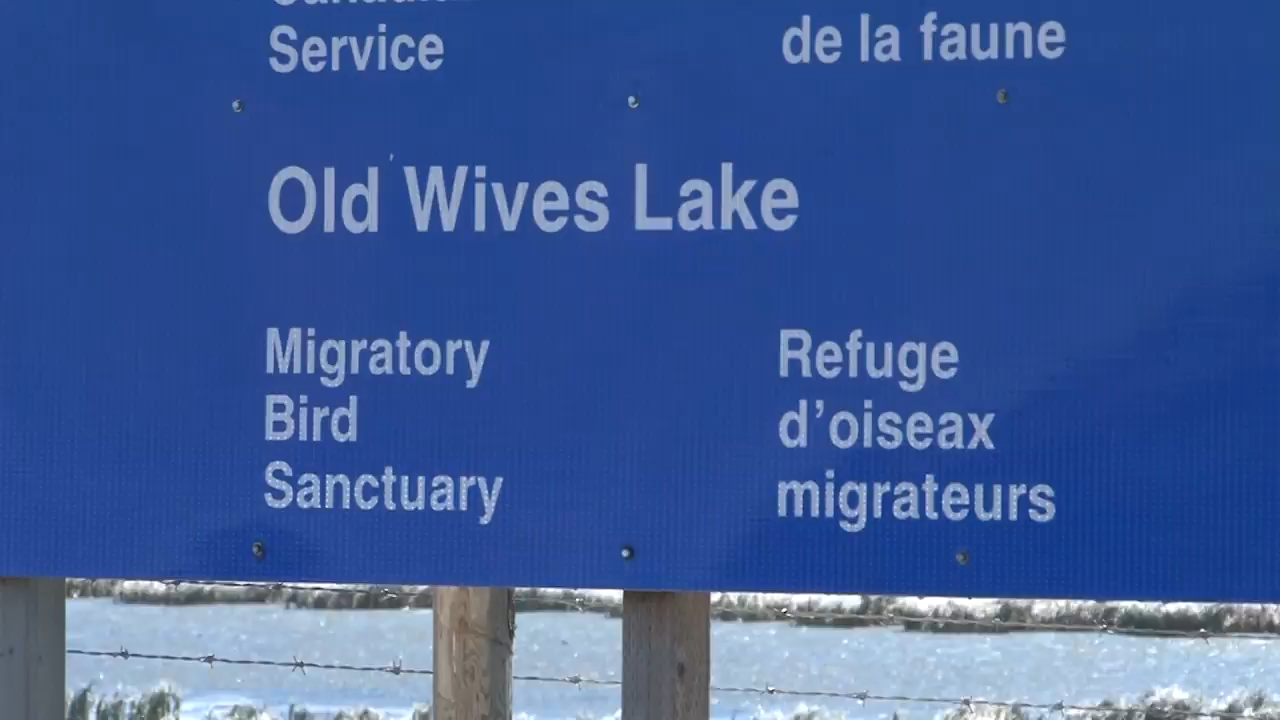 Service
de la faune
Old Wives Lake
Migratory
Bird
Sanctuary
Refuge
d'oiseax
migrateurs